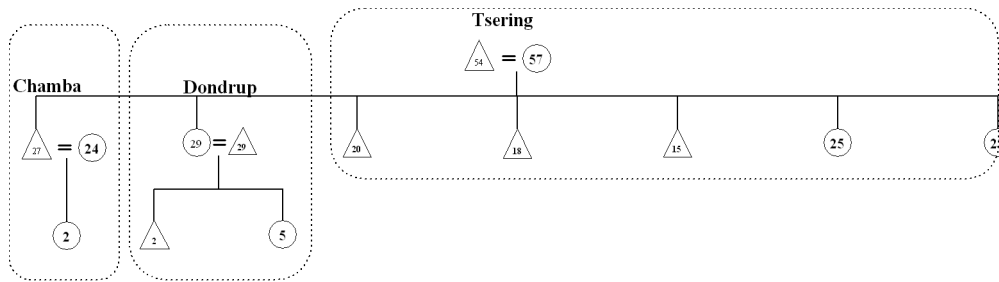 Tsering
54 = 57
Chamba
Dondrup
27 = 24
29 = 29
20
18
15
25
2
2
5